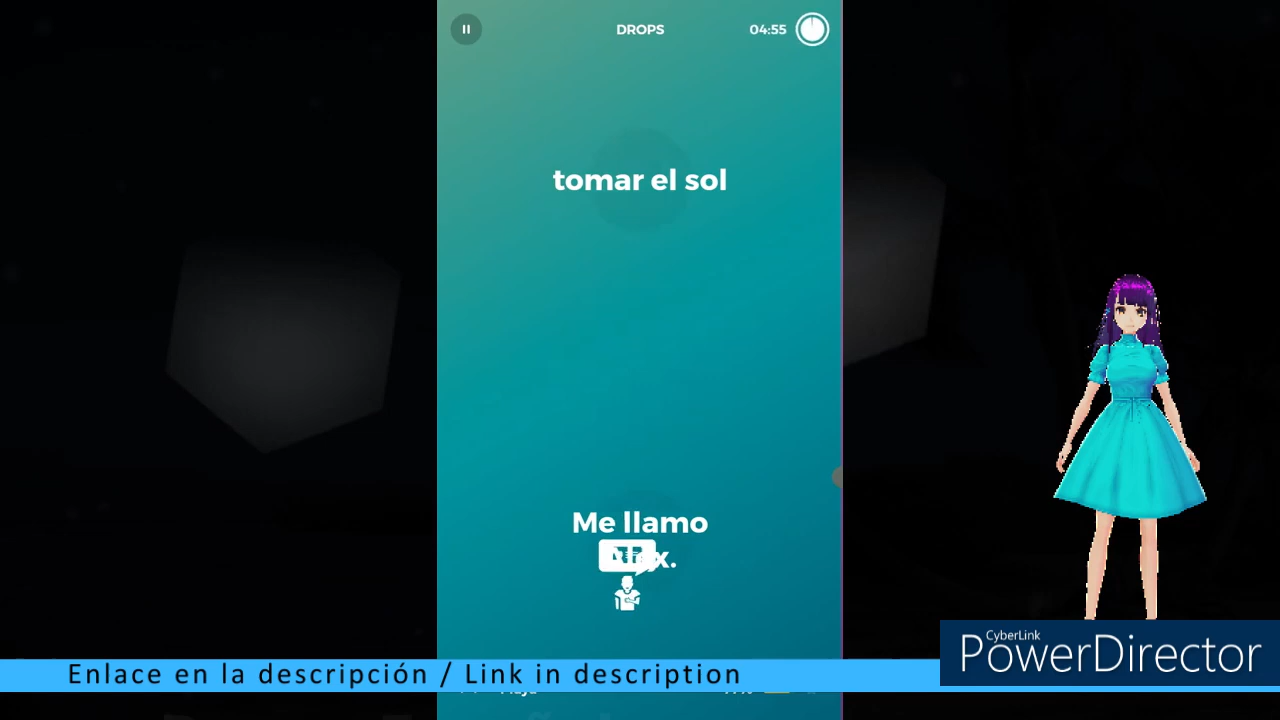 DROPS
04:55
tomar el sol
Me llamo
CyberLink
PowerDirector
Enlace en la descripción / Link in description